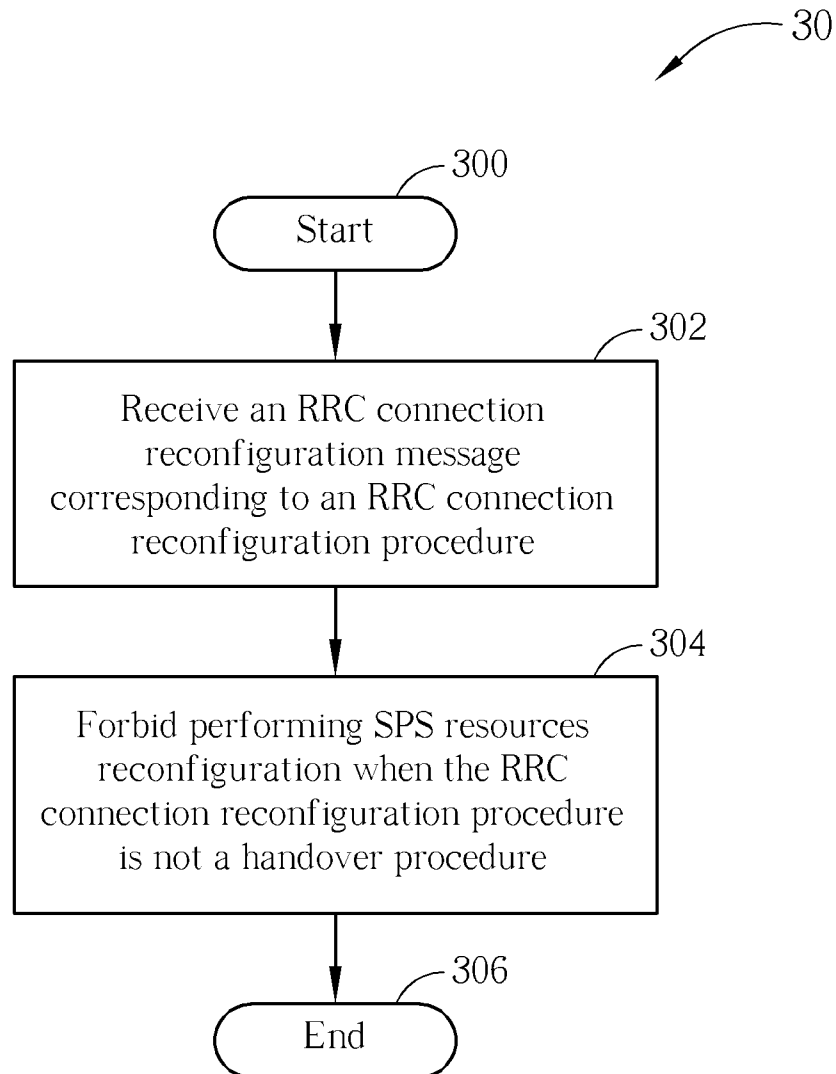 30
300
Start
302
Receive an RRC connection
reconfiguration message
corresponding to an RRC connection
reconfiguration procedure
304
Forbid performing SPS resources
reconfiguration when the RRC
connection reconfiguration procedure
is not a handover procedure
306
End